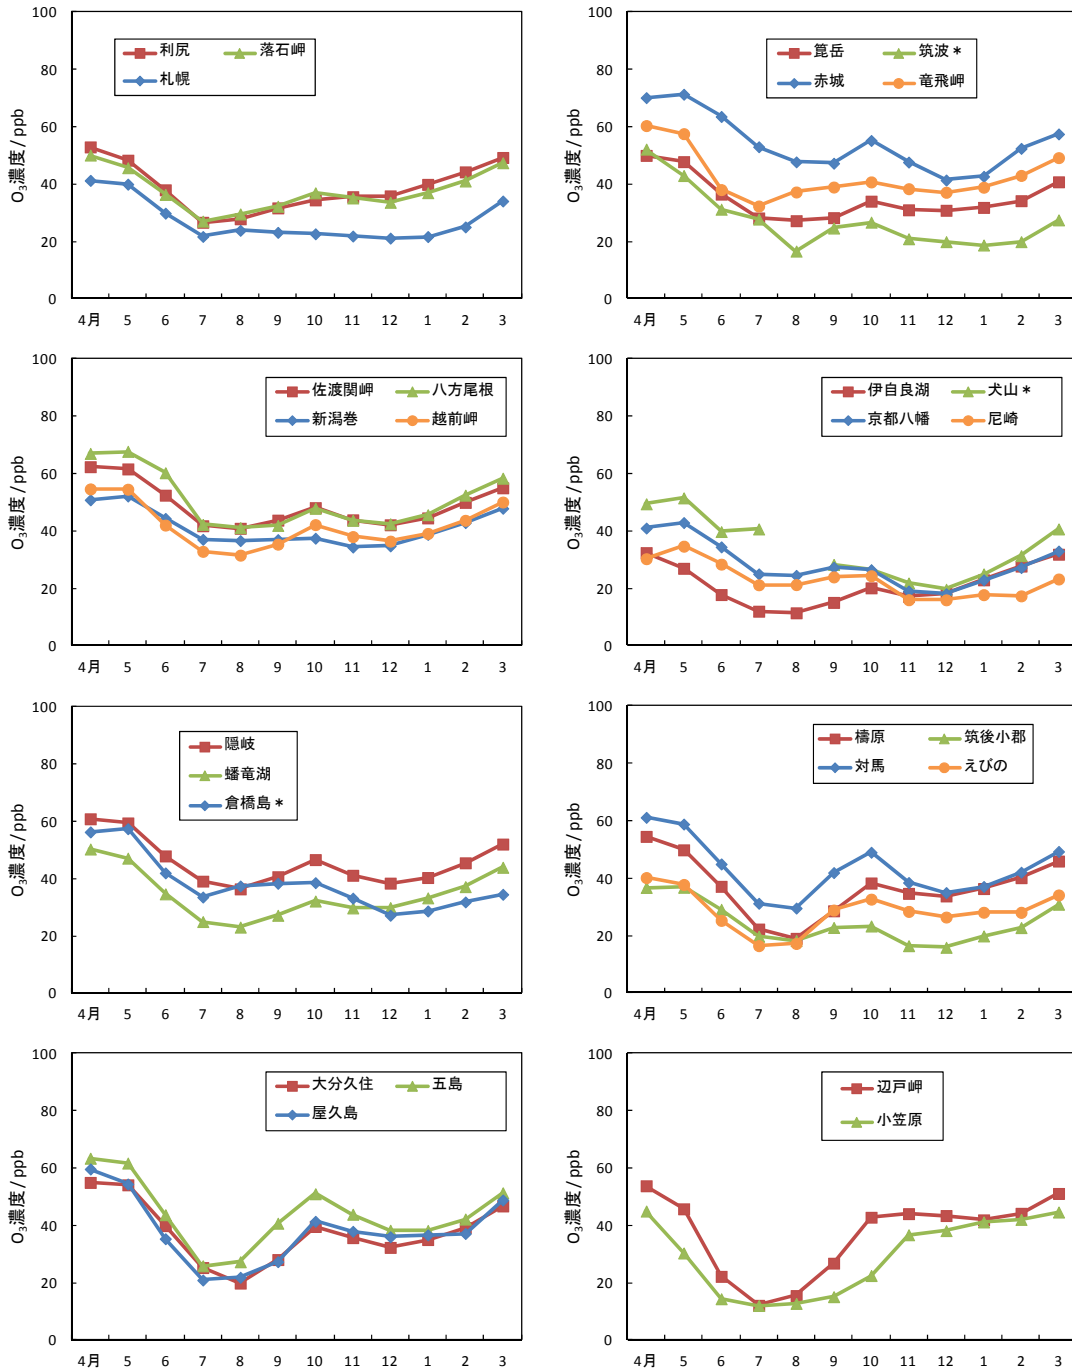 100
80
60
40
20
0
O₃濃度/ppb
利尻 落石岬
札幌
4月 5 6 7 8 9 10 11 12 1 2 3
100
80
60
40
20
0
O₃濃度/ppb
箟岳 筑波*
赤城 竜飛岬
4月 5 6 7 8 9 10 11 12 1 2 3
100
80
60
40
20
0
O₃濃度/ppb
佐渡関岬 八方尾根
新潟巻 越前岬
4月 5 6 7 8 9 10 11 12 1 2 3
100
80
60
40
20
0
O₃濃度/ppb
伊自良湖 犬山*
京都八幡 尼崎
4月 5 6 7 8 9 10 11 12 1 2 3
100
80
60
40
20
0
O₃濃度/ppb
隠岐
蟠竜湖
倉橋島*
4月 5 6 7 8 9 10 11 12 1 2 3
100
80
60
40
20
0
O₃濃度/ppb
檮原 筑後小郡
対馬 えびの
4月 5 6 7 8 9 10 11 12 1 2 3
100
80
60
40
20
0
O₃濃度/ppb
大分久住 五島
屋久島
4月 5 6 7 8 9 10 11 12 1 2 3
100
80
60
40
20
0
O₃濃度/ppb
辺戸岬
小笠原
4月 5 6 7 8 9 10 11 12 1 2 3